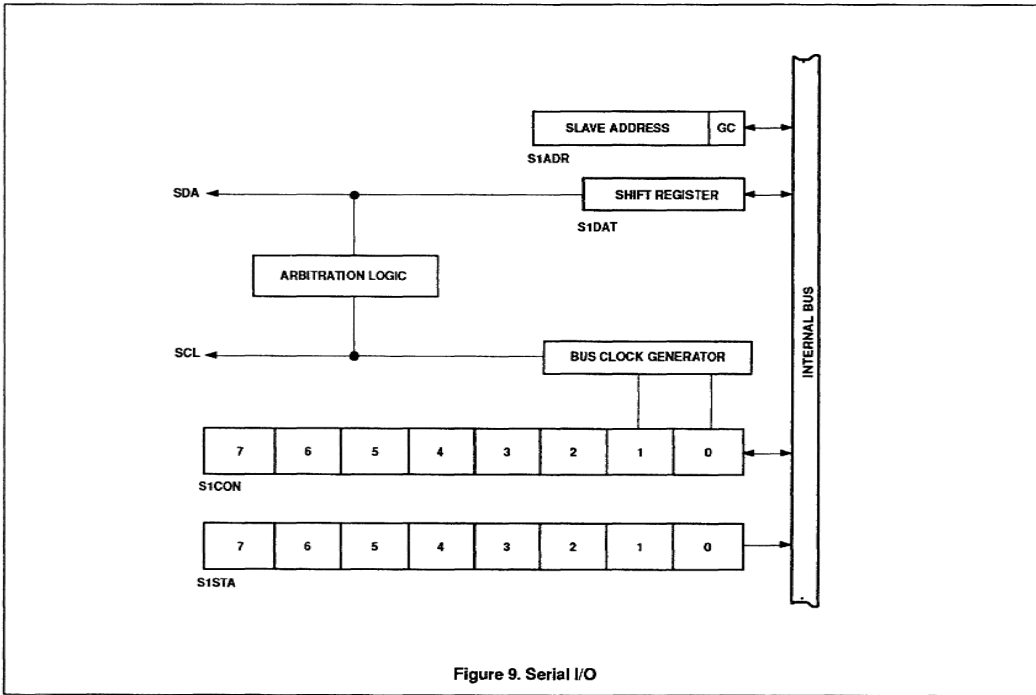 SLAVE ADDRESS GC
S1ADR
SDA
SHIFT REGISTER
S1DAT
ARBITRATION LOGIC
INTERNAL BUS
SCL
BUS CLOCK GENERATOR
7 6 5 4 3 2 1 0
S1CON
7 6 5 4 3 2 1 0
S1STA
Figure 9. Serial I/O